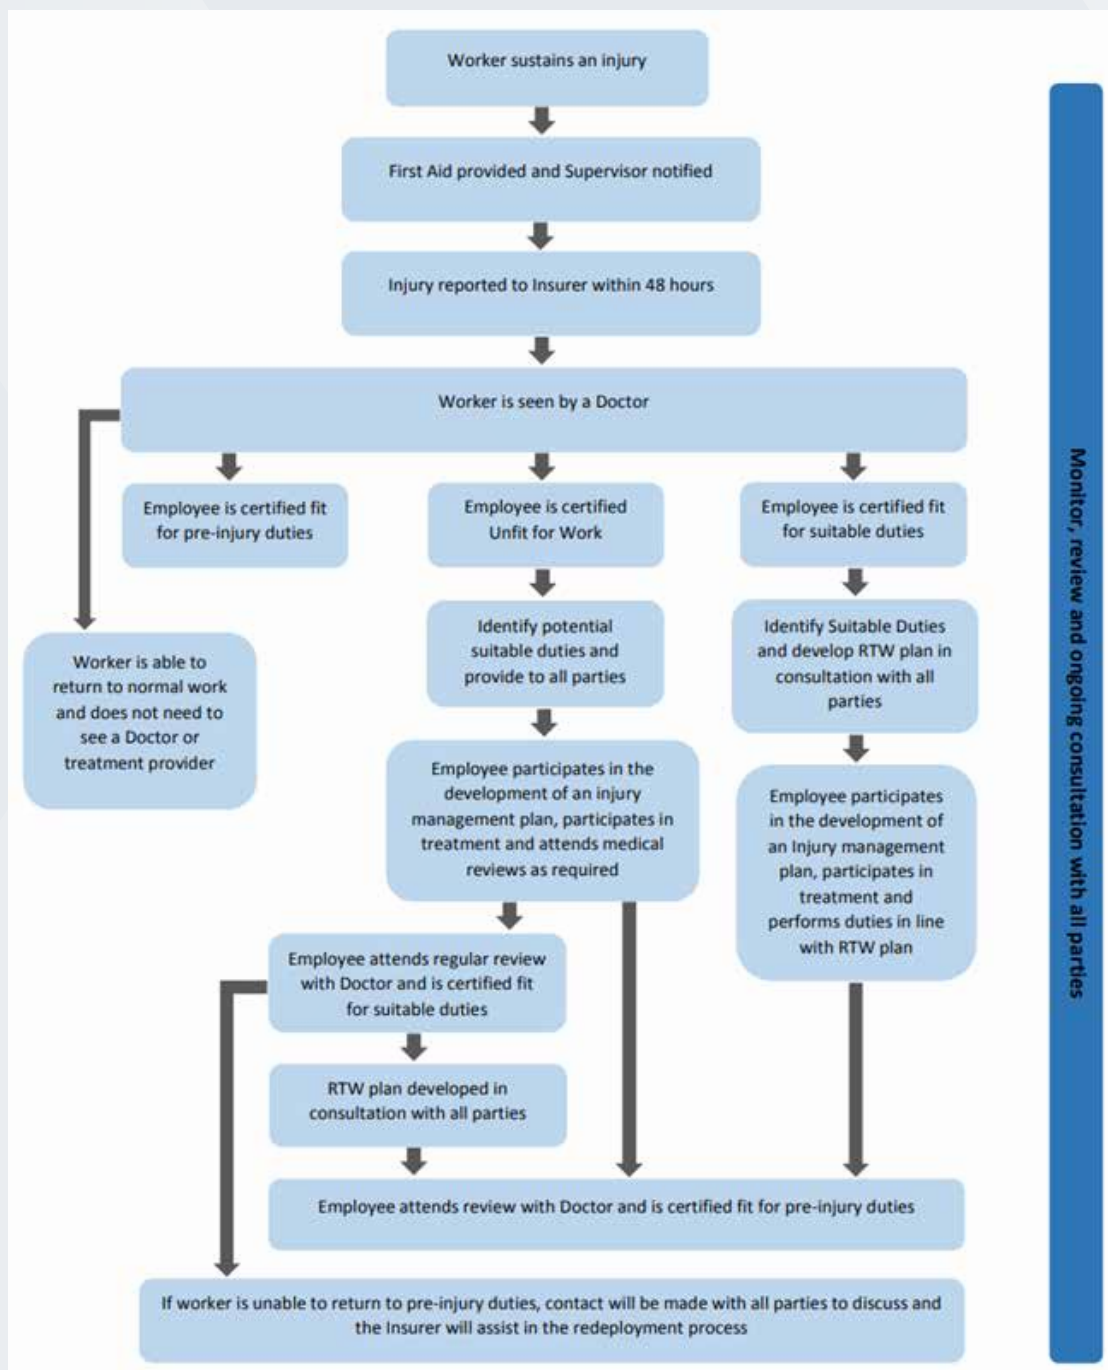 Worker sustains an injury
First Aid provided and Supervisor notified
Injury reported to Insurer within 48 hours
Worker is seen by a Doctor
Employee is certified fit
for pre-injury duties
Employee is certified
Unfit for Work
Employee is certified fit
for suitable duties
Worker is able to
return to normal work
and does not need to
see a Doctor or
treatment provider
Identify potential
suitable duties and
provide to all parties
Identify Suitable Duties
and develop RTW plan in
consultation with all
parties
Employee participates in the
development of an injury
management plan, participates in
treatment and attends medical
reviews as required
Employee participates
in the development of
an Injury management
plan, participates in
treatment and
performs duties in line
with RTW plan
Employee attends regular review
with Doctor and is certified fit
for suitable duties
RTW plan developed in
consultation with all parties
Employee attends review with Doctor and is certified fit for pre-injury duties
If worker is unable to return to pre-injury duties, contact will be made with all parties to discuss and
the Insurer will assist in the redeployment process
Monitor, review and ongoing consultation with all parties